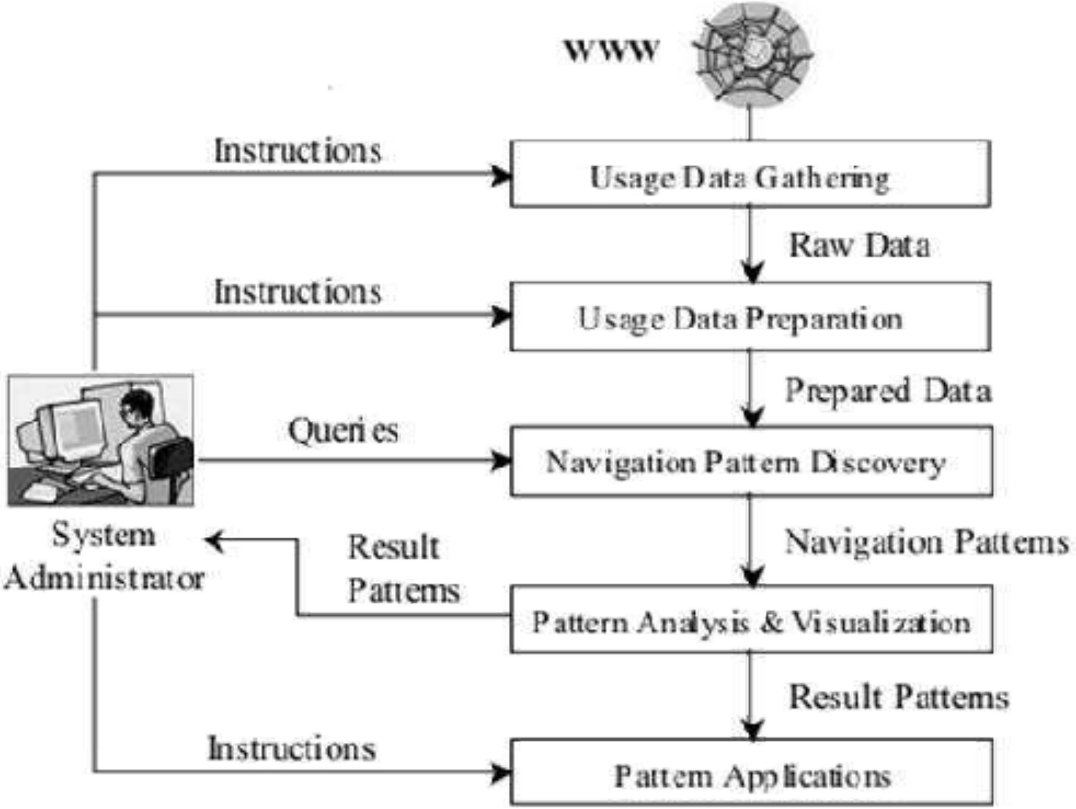 WWW
Instructions
Usage Data Gathering
Raw Data
Instructions
Usage Data Preparation
Prepared Data
Queries
Navigation Pattern Discovery
System
Administrator
Result
Patterns
Navigation Patterns
Pattern Analysis & Visualization
Result Patterns
Instructions
Pattern Applications